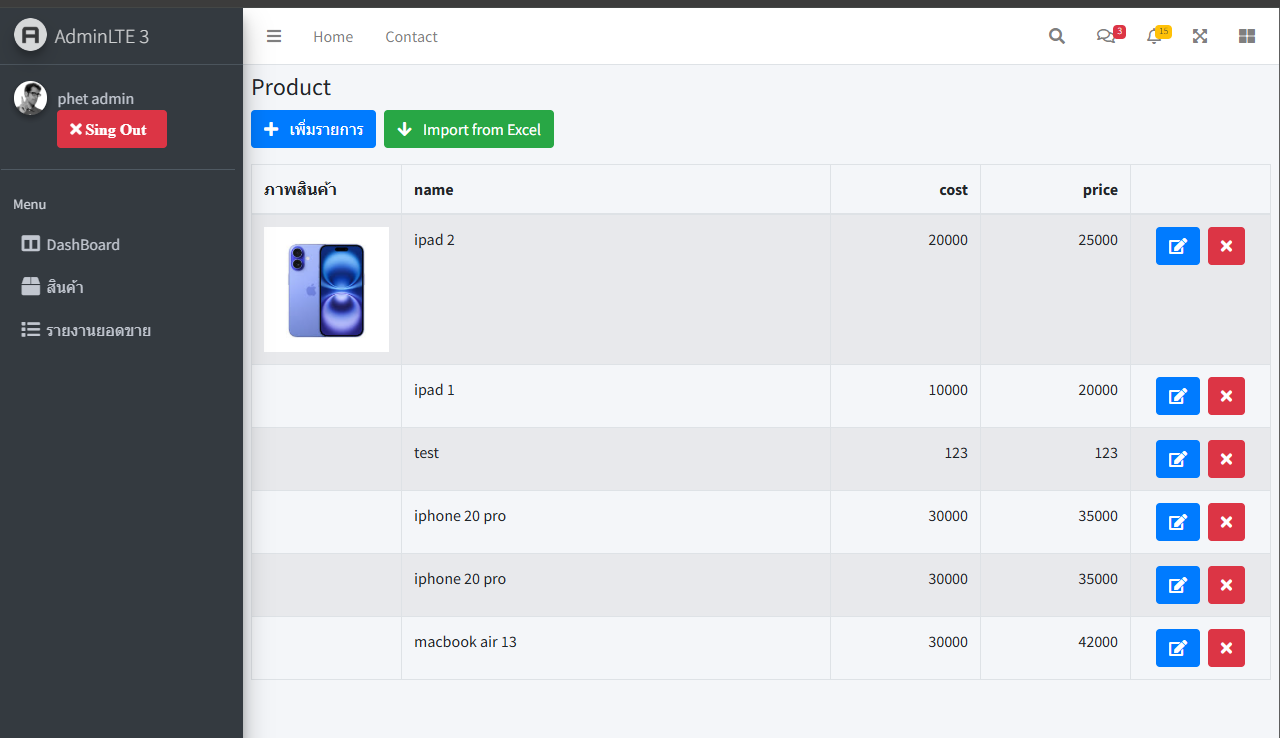 AdminLTE 3
Home Contact 3 15
phet admin
Sing Out
Menu
DashBoard
สินค้า
รายงานยอดขาย
Product
เพิ่มรายการ Import from Excel
ภาพสินค้า name cost price
ipad 2 20000 25000
ipad 1 10000 20000
test 123 123
iphone 20 pro 30000 35000
iphone 20 pro 30000 35000
macbook air 13 30000 42000